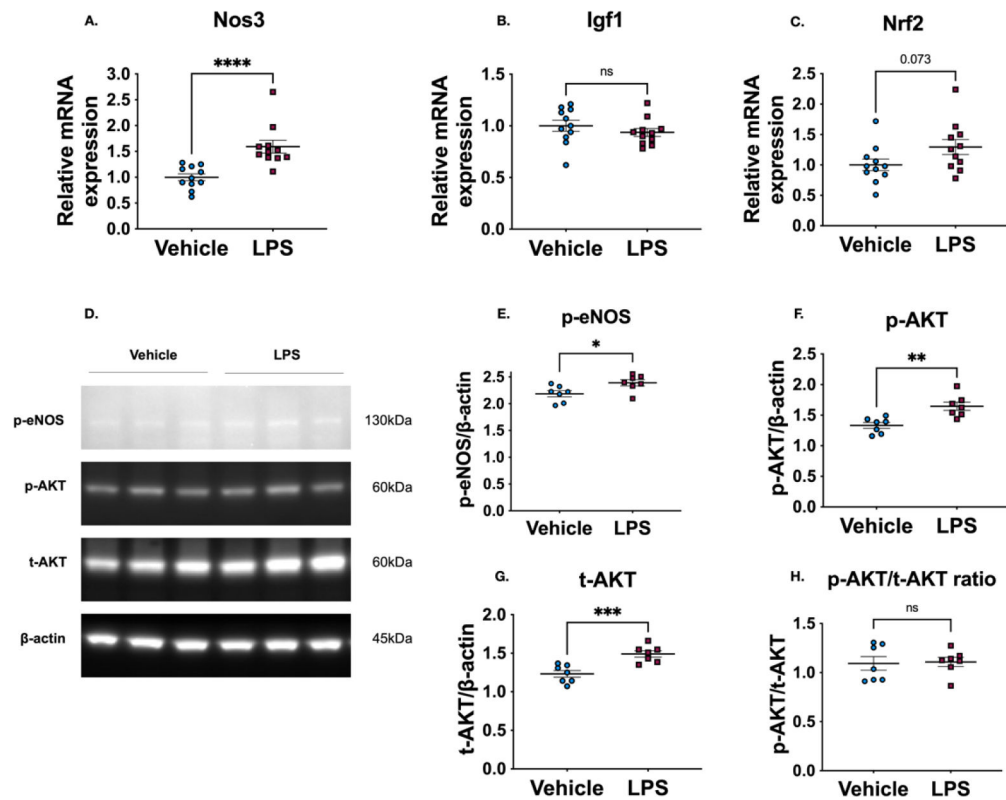 A.
Nos3
****
Relative mRNA
expression
3.0
2.5
2.0
1.5
1.0
0.5
0.0
Vehicle LPS
B.
Igf1
ns
Relative mRNA
expression
1.5
1.0
0.5
0.0
Vehicle LPS
C.
Nrf2
0.073
Relative mRNA
expression
2.5
2.0
1.5
1.0
0.5
0.0
Vehicle LPS
D.
Vehicle LPS
p-eNOS 130kDa
p-AKT 60kDa
t-AKT 60kDa
β-actin 45kDa
E.
p-eNOS
*
p-eNOS/β-actin
2.5
2.0
1.5
1.0
0.5
0.0
Vehicle LPS
F.
p-AKT
**
p-AKT/β-actin
2.5
2.0
1.5
1.0
0.5
0.0
Vehicle LPS
G.
t-AKT
***
t-AKT/β-actin
2.0
1.5
1.0
0.5
0.0
Vehicle LPS
H.
p-AKT/t-AKT ratio
ns
p-AKT/t-AKT
1.5
1.0
0.5
0.0
Vehicle LPS